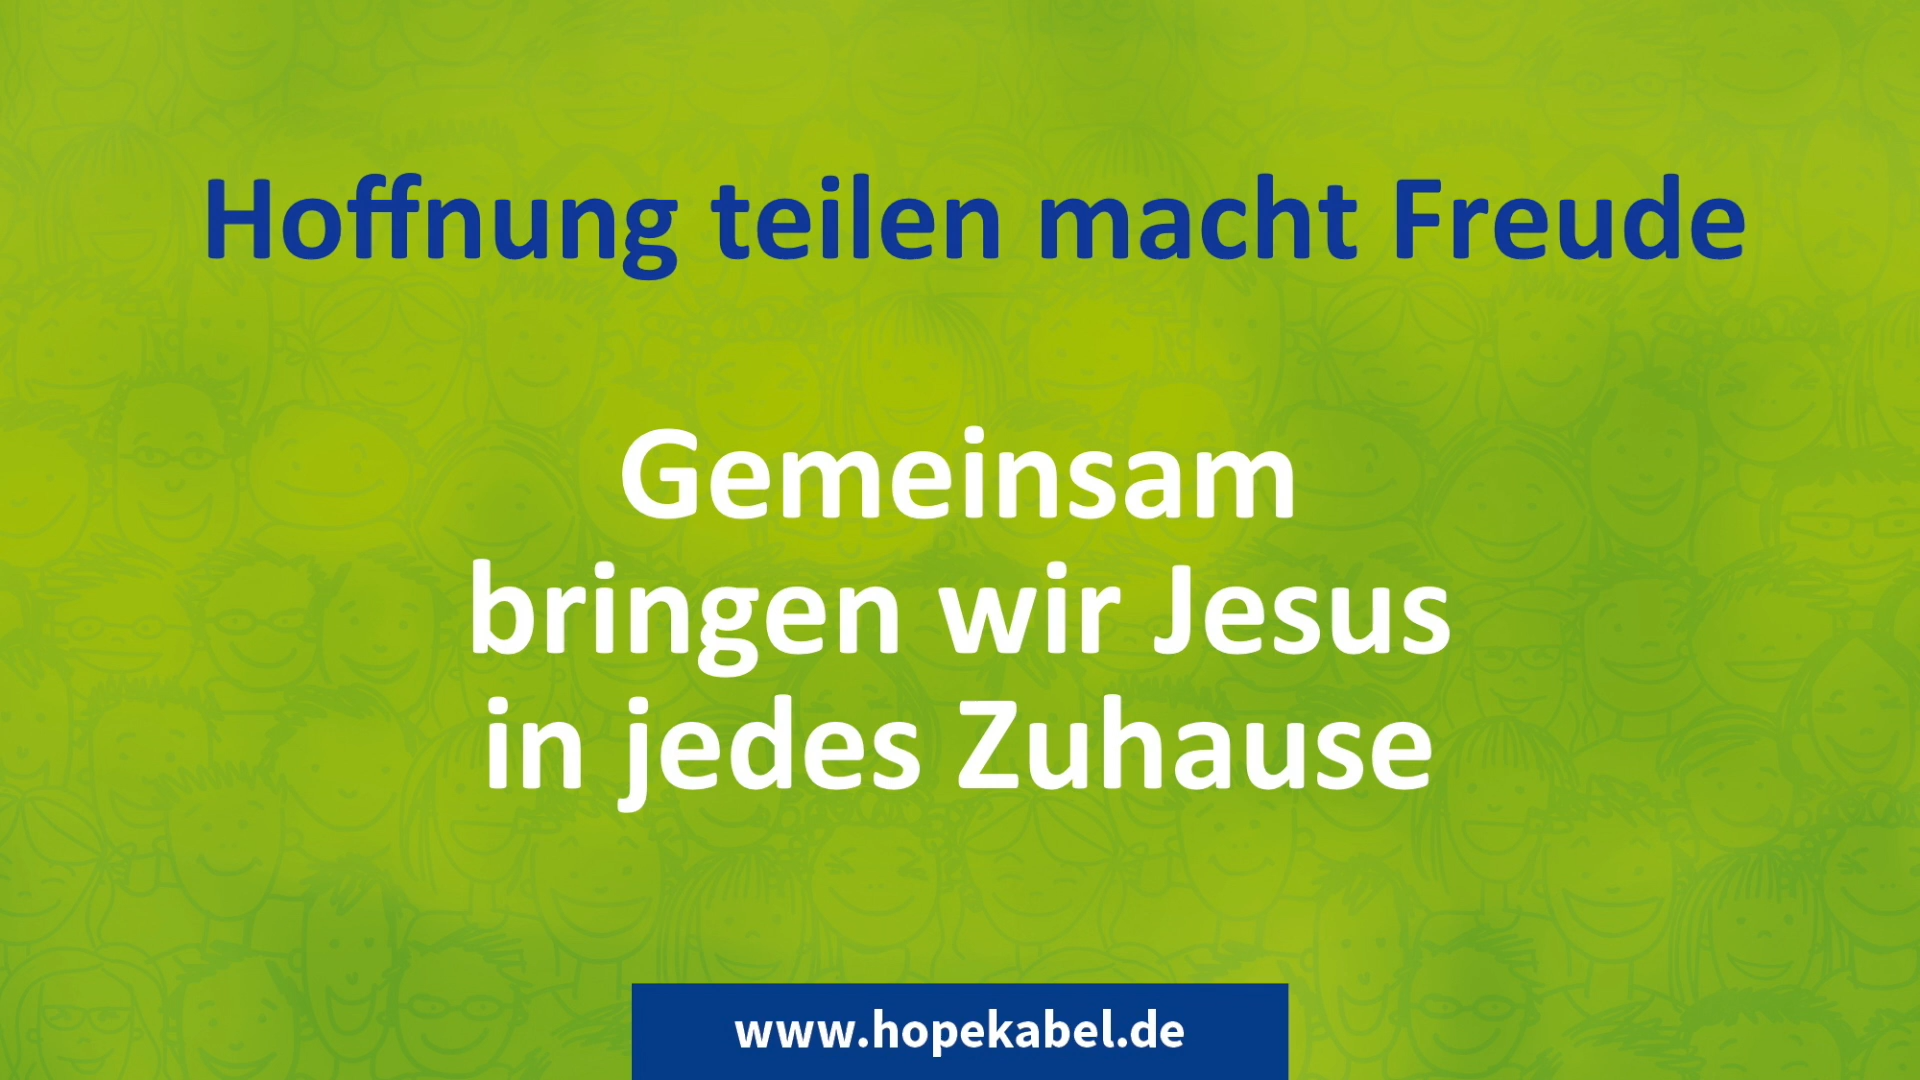 Hoffnung teilen macht Freude
Gemeinsam
bringen wir Jesus
in jedes Zuhause
www.hopekabel.de